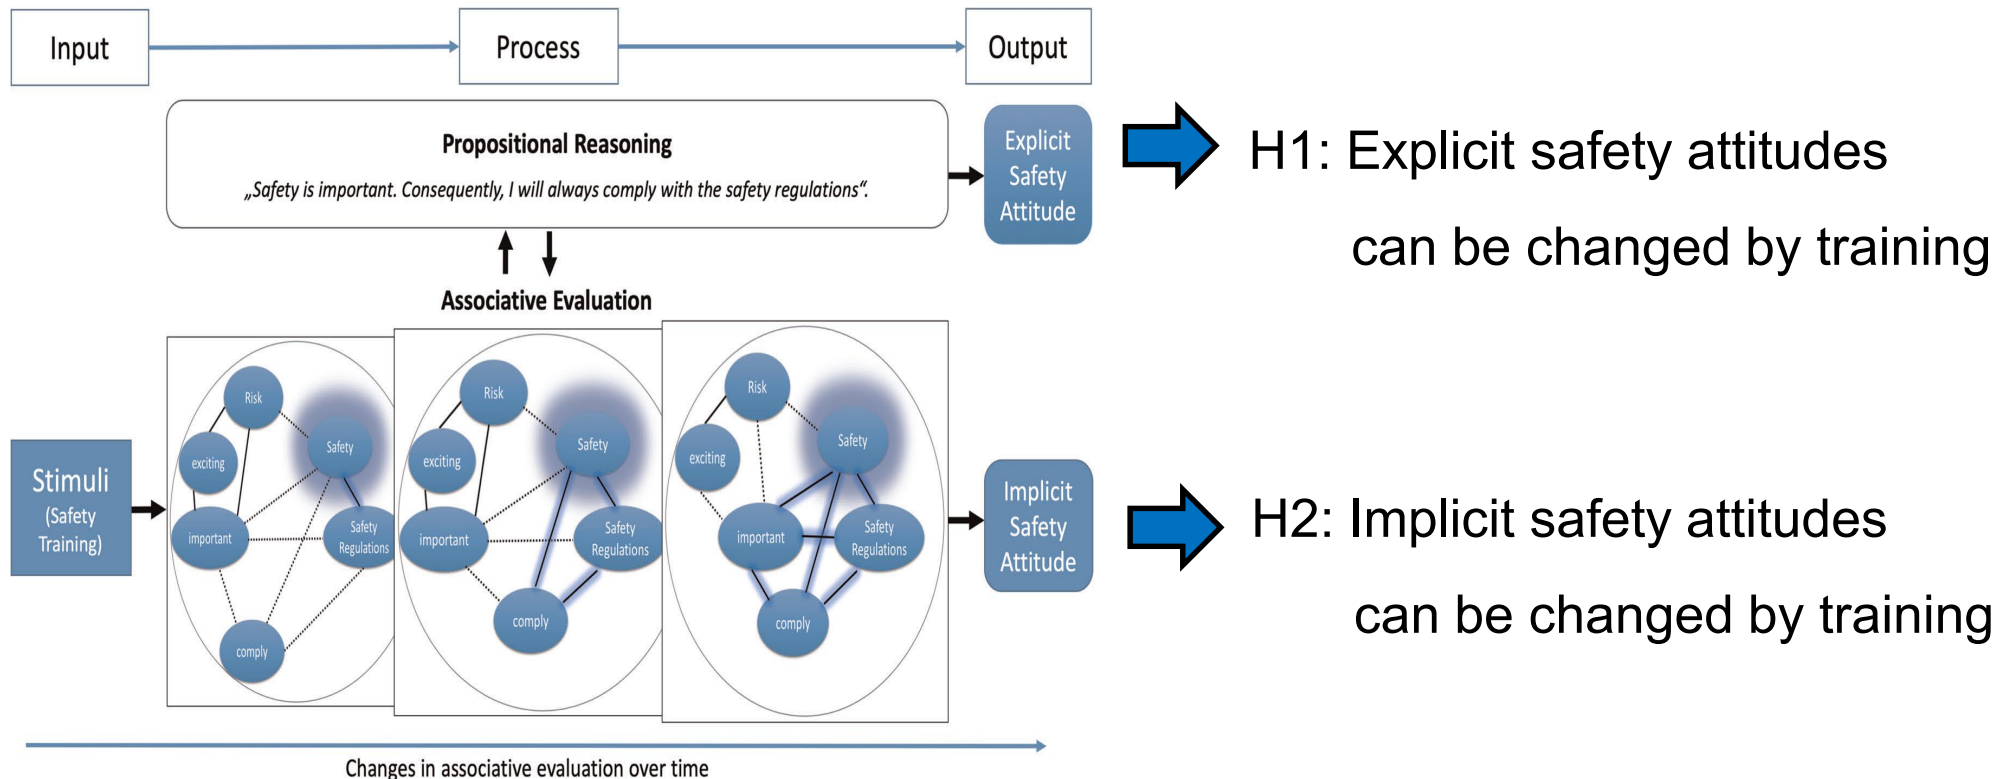 Input
Process
Output
Propositional Reasoning
„Safety is important. Consequently, I will always comply with the safety regulations“.
Explicit
Safety
Attitude
H1: Explicit safety attitudes
can be changed by training
Associative Evaluation
Stimuli
(Safety
Training)
Risk
Safety
exciting
important
Safety
Regulations
comply
Risk
Safety
exciting
important
Safety
Regulations
comply
Risk
Safety
exciting
important
Safety
Regulations
comply
Implicit
Safety
Attitude
H2: Implicit safety attitudes
can be changed by training
Changes in associative evaluation over time